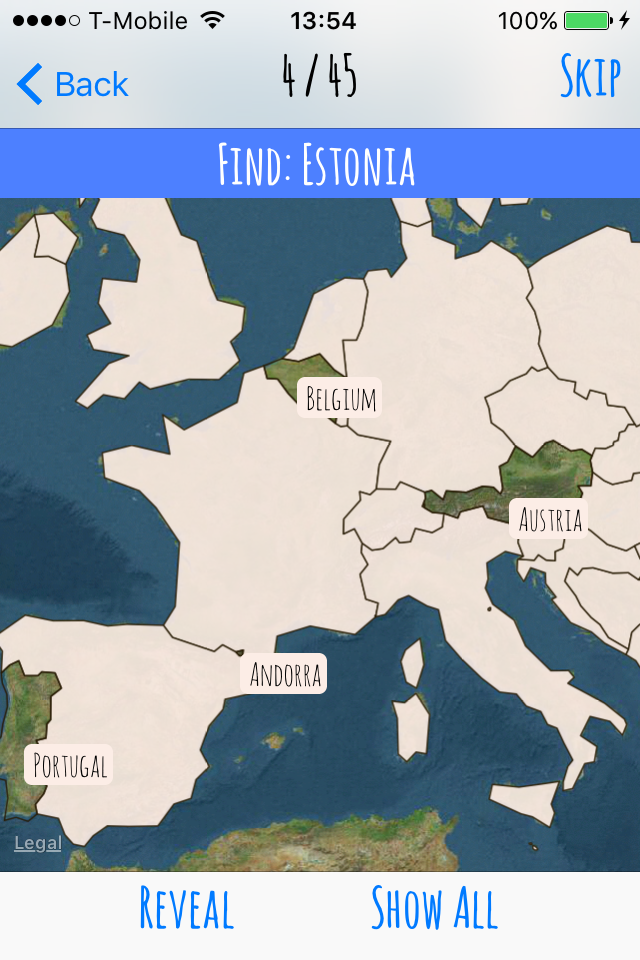 T-Mobile 13:54 100%
Back 4 / 45 Skip
Find: Estonia
Belgium
Austria
Andorra
Portugal
Legal
Reveal Show All